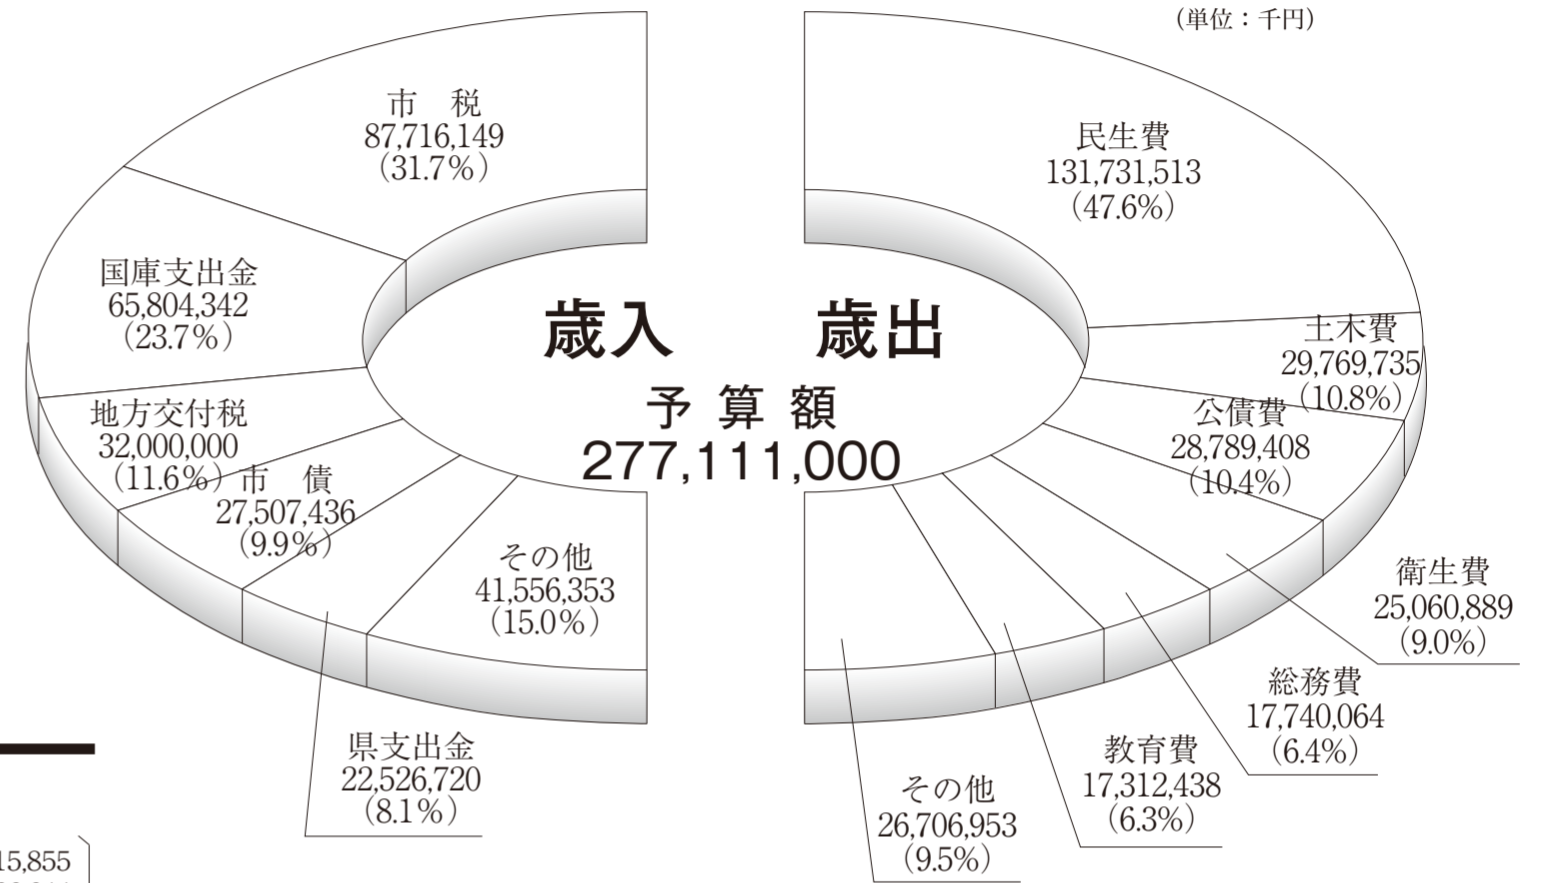 (単位：千円)
市　税
87,716,149
(31.7%)
国庫支出金
65,804,342
(23.7%)
地方交付税
32,000,000
(11.6%)
市　債
27,507,436
(9.9%)
県支出金
22,526,720
(8.1%)
その他
41,556,353
(15.0%)
歳入　歳出
予算額
277,111,000
民生費
131,731,513
(47.6%)
土木費
29,769,735
(10.8%)
公債費
28,789,408
(10.4%)
衛生費
25,060,889
(9.0%)
総務費
17,740,064
(6.4%)
教育費
17,312,438
(6.3%)
その他
26,706,953
(9.5%)
15,855